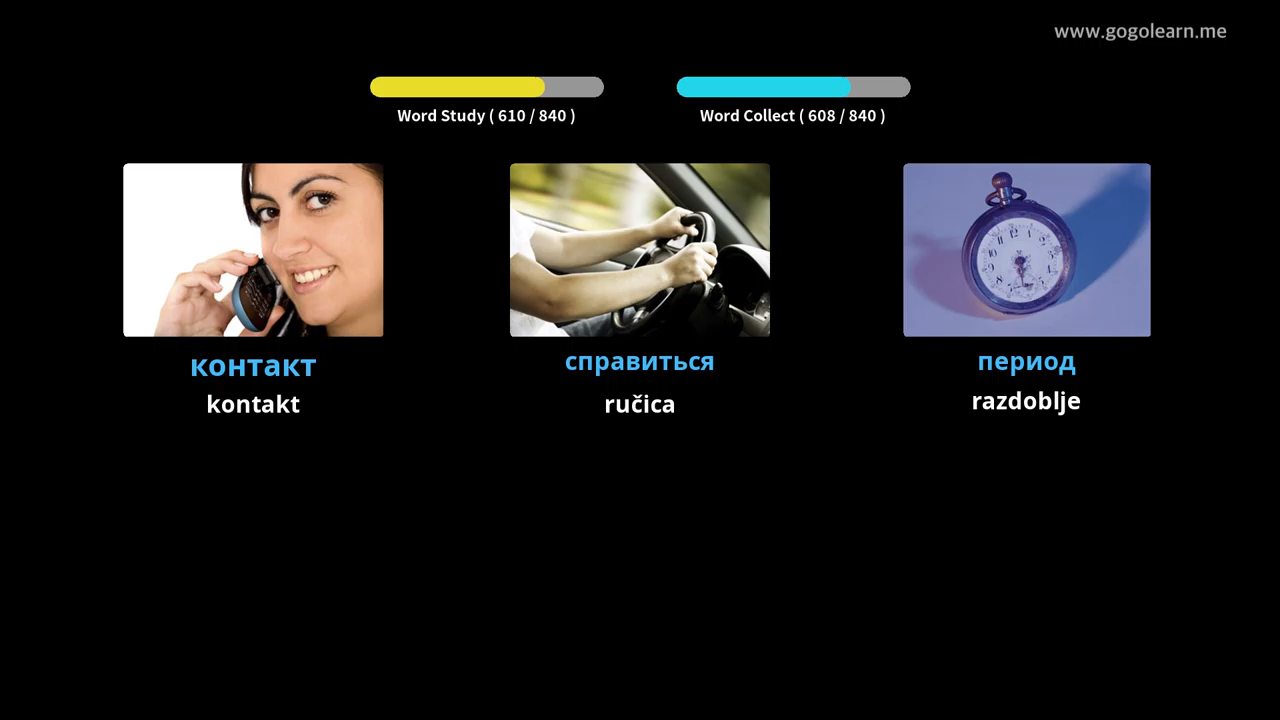 www.gogolearn.me
Word Study ( 610 / 840 )
Word Collect ( 608 / 840 )
контакт
kontakt
справиться
ručica
период
razdoblje